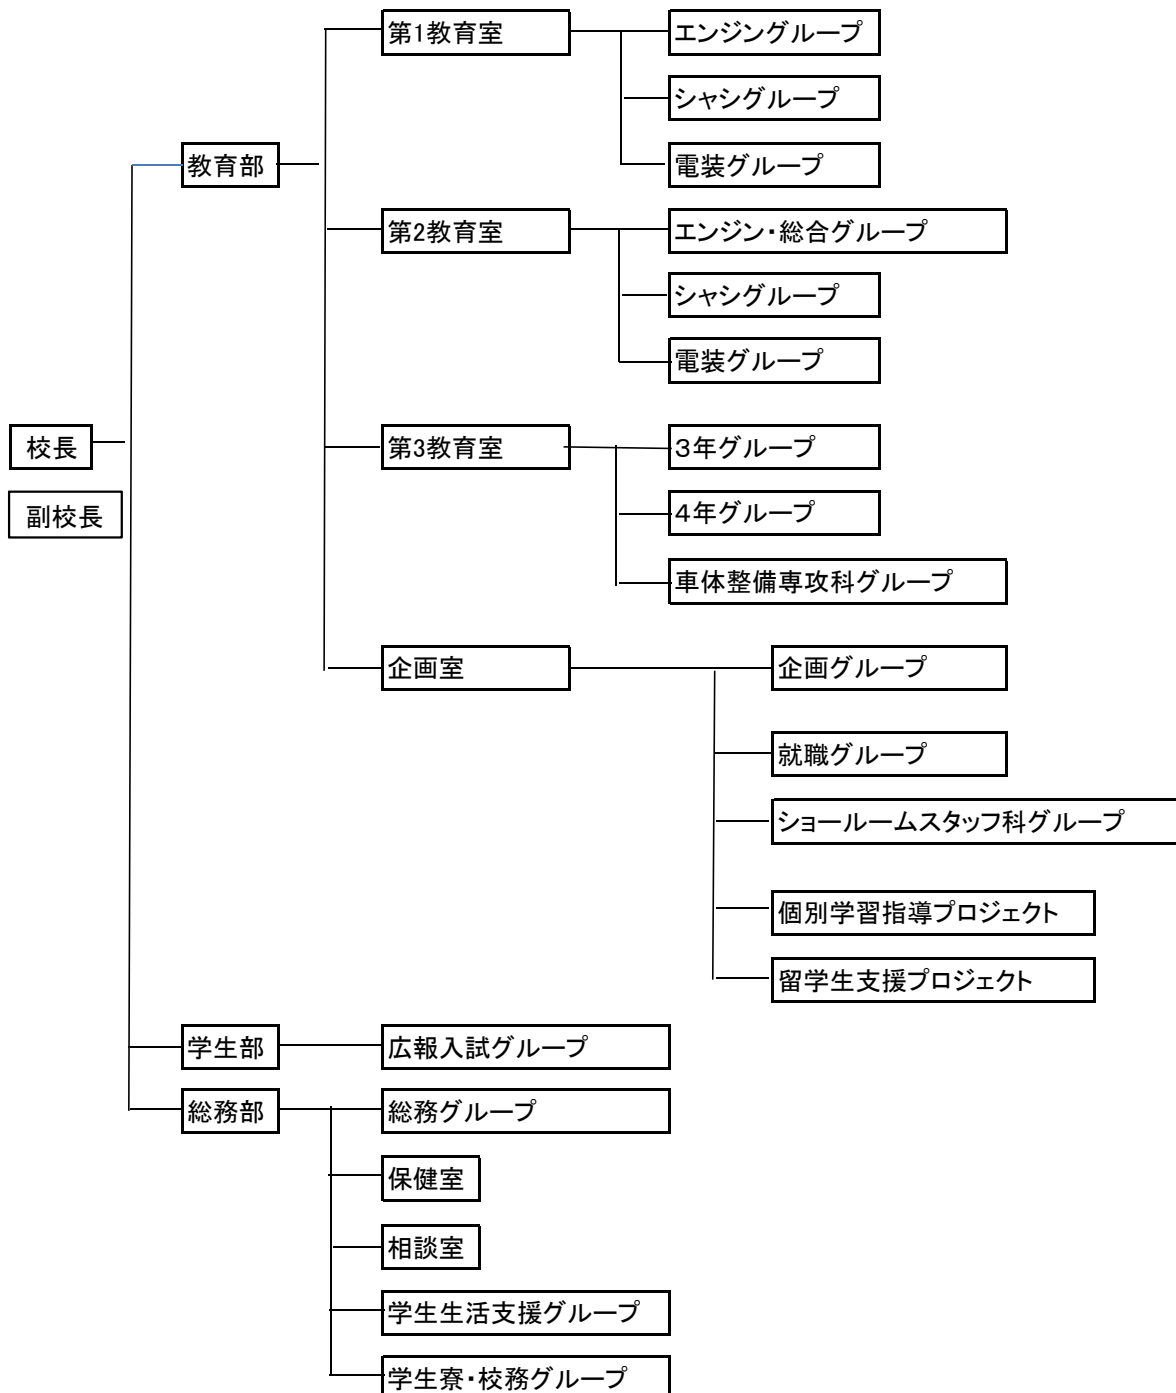 第1教育室
エンジングループ
シャシグループ
教育部
電装グループ
第2教育室
エンジン・総合グループ
シャシグループ
電装グループ
校長
第3教育室
３年グループ
副校長
４年グループ
車体整備専攻科グループ
企画室
企画グループ
就職グループ
ショールームスタッフ科グループ
個別学習指導プロジェクト
留学生支援プロジェクト
学生部
広報入試グループ
総務部
総務グループ
保健室
相談室
学生生活支援グループ
学生寮・校務グループ